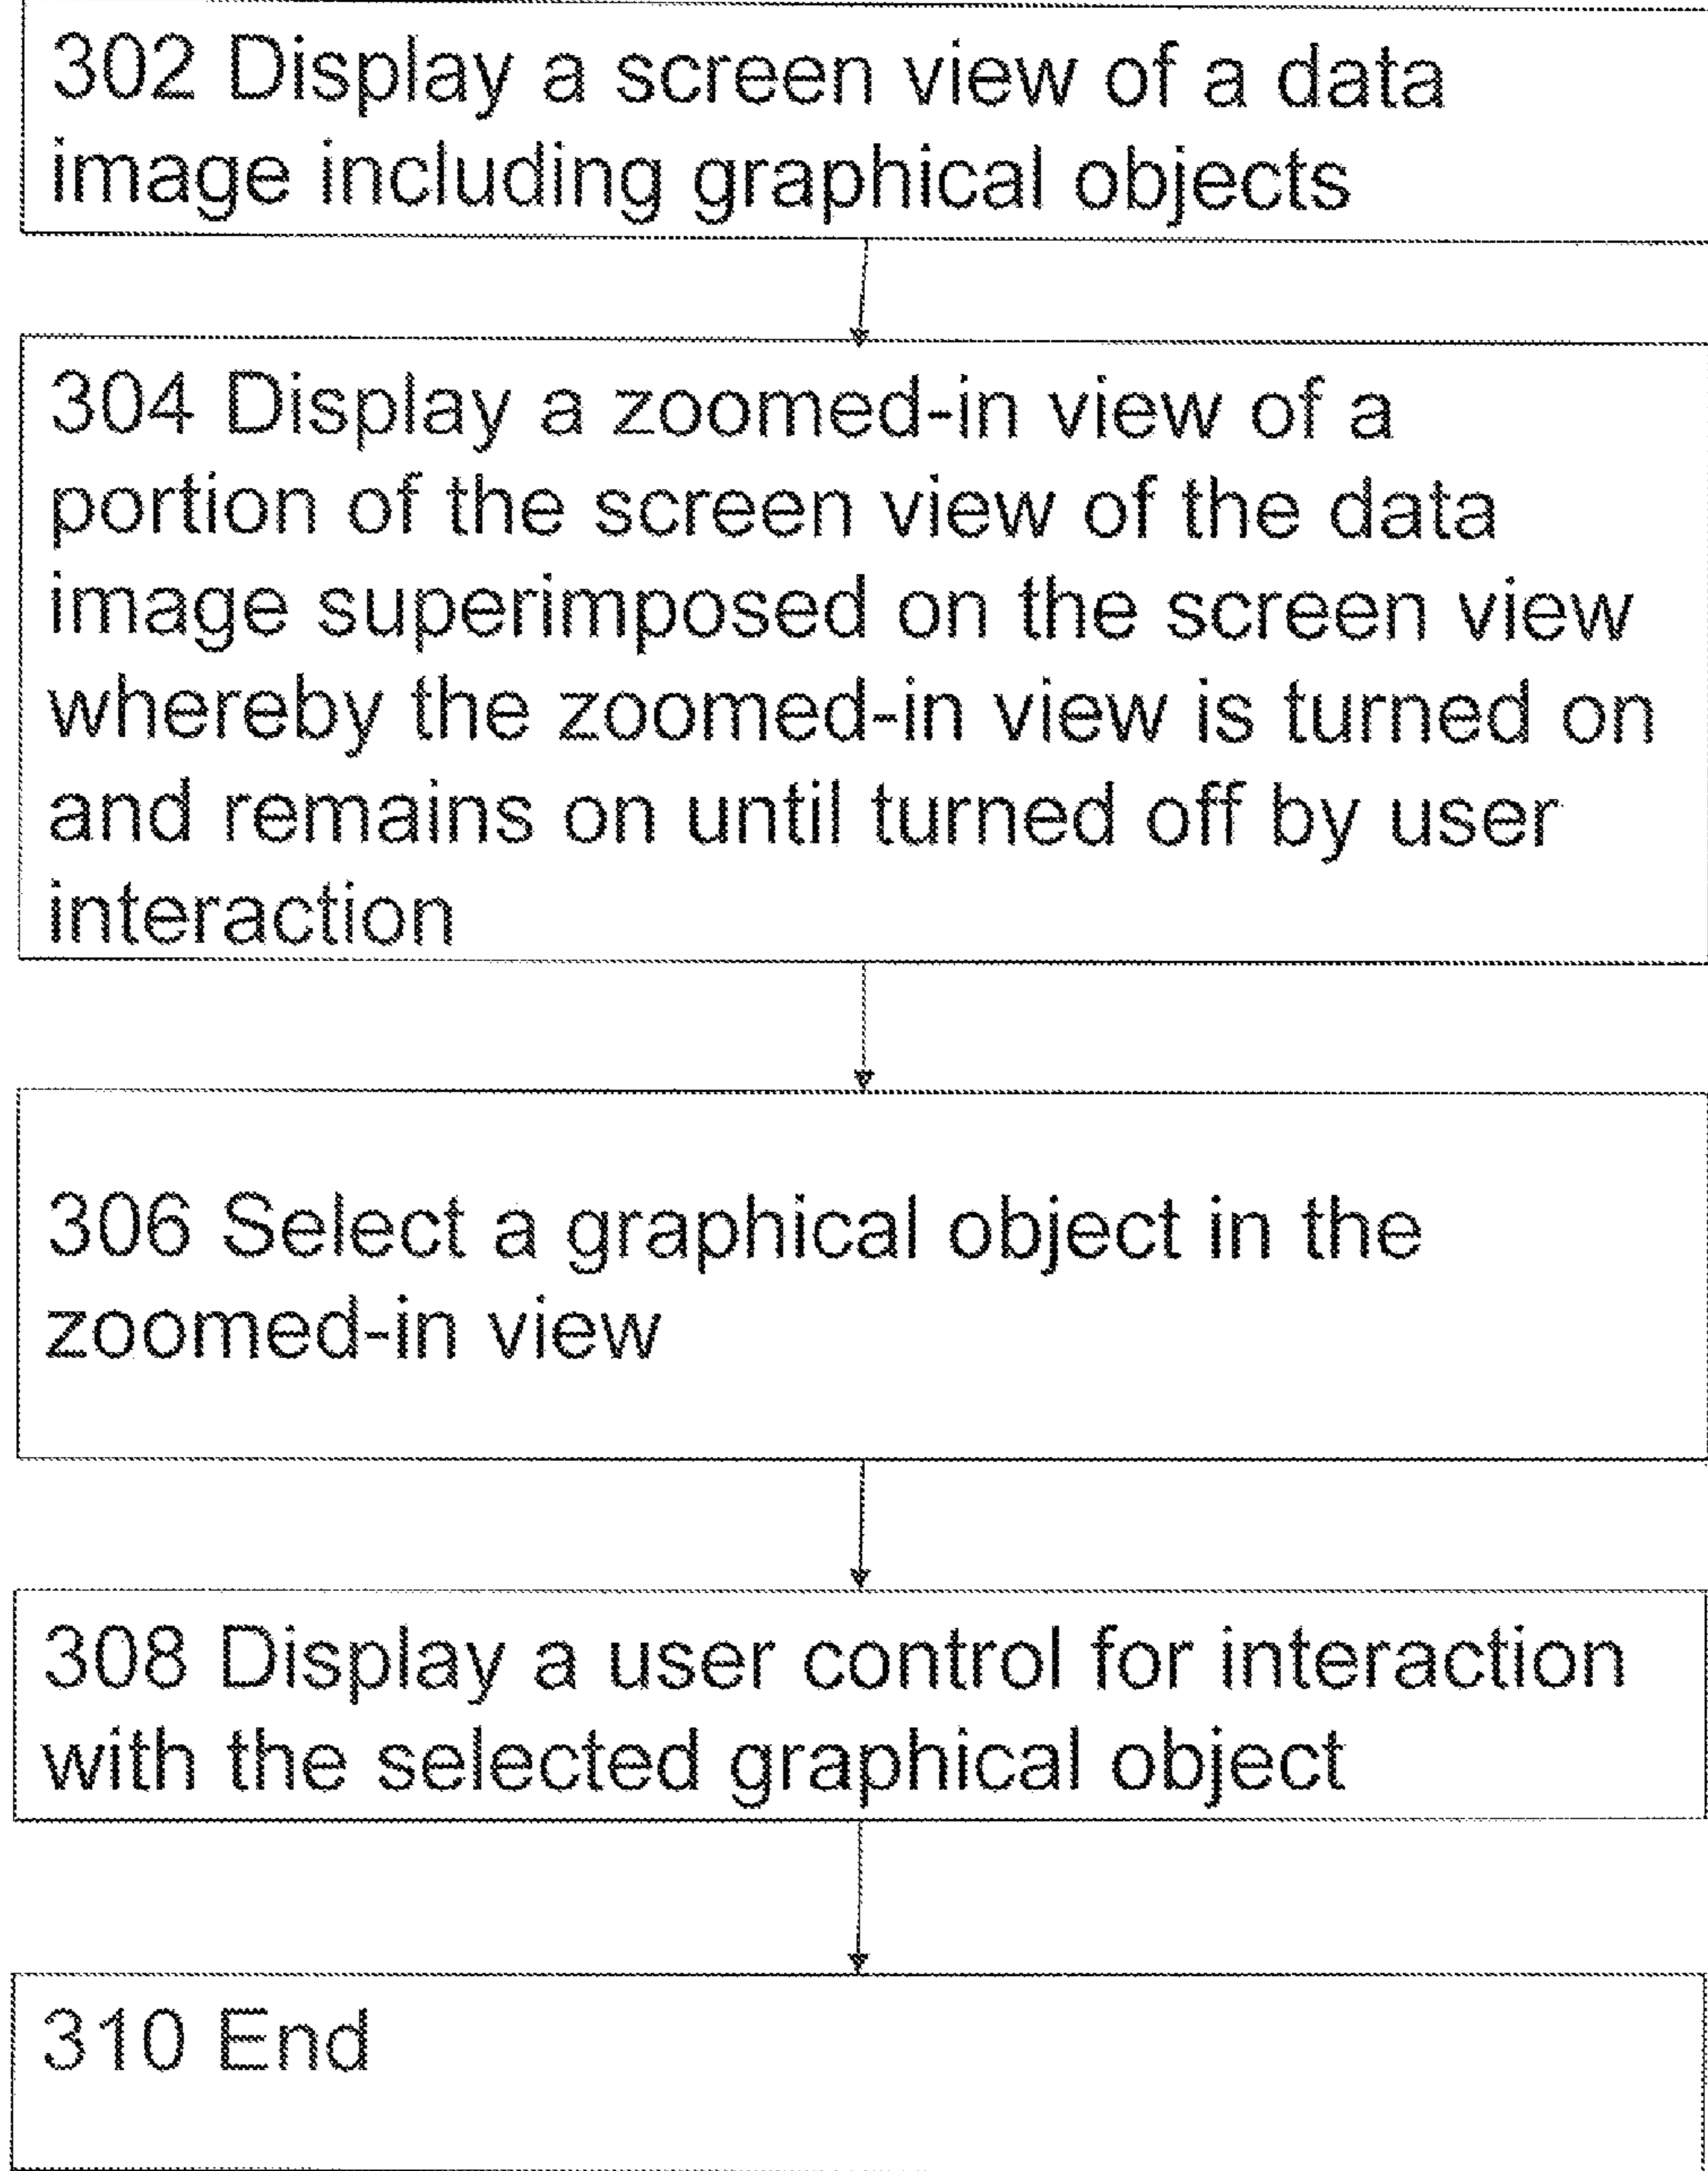 302 Display a screen view of a data
image including graphical objects
304 Display a zoomed-in view of a
portion of the screen view of the data
image superimposed on the screen view
whereby the zoomed-in view is turned on
and remains on until turned off by user
interaction
306 Select a graphical object in the
zoomed-in view
308 Display a user control for interaction
with the selected graphical object
310 End